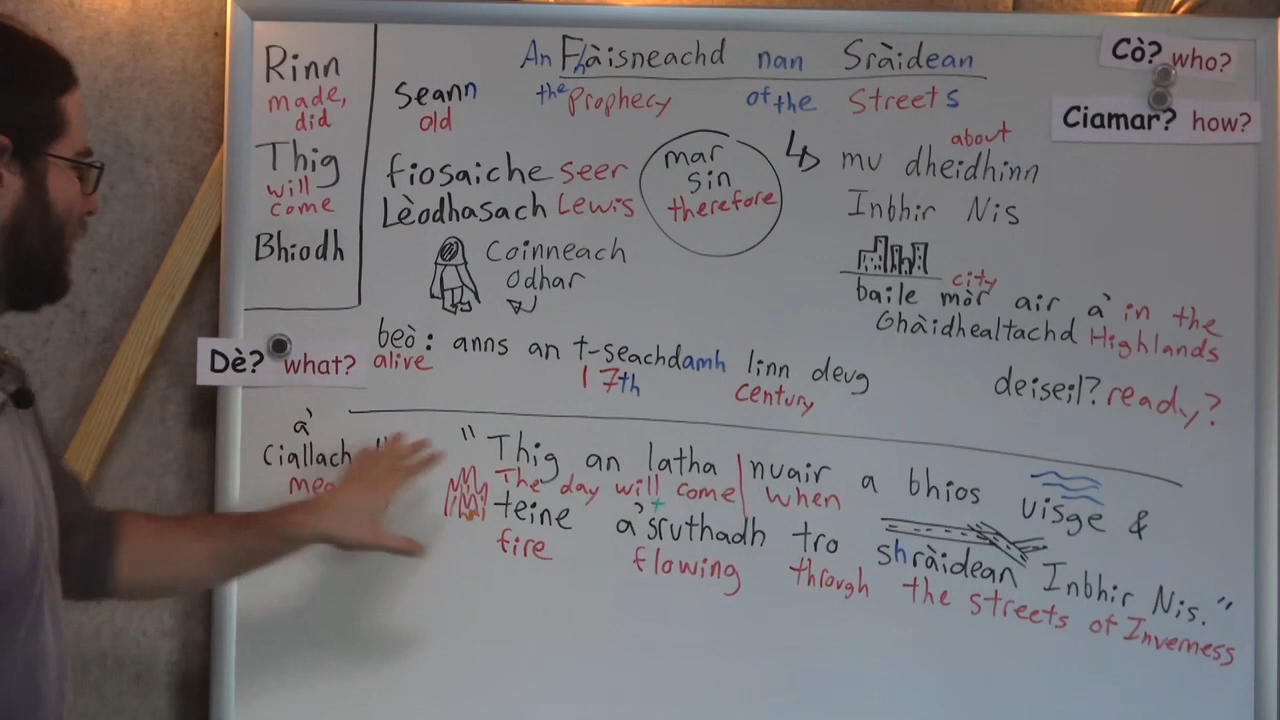 Rinn
made,
did
Thig
will
come
Bhiodh
An Fhàisneachd nan Sràidean
the Prophecy of the Streets
Seann
old
fiosaiche seer
Lèodhasach Lewis
Coinneach
Odhar
mar
sin
therefore
about
mu dheidhinn
Inbhir Nis
city
baile mòr air a' in the
Ghàidhealtachd Highlands
Cò? who?
Ciamar? how?
Dè? what?
beò: anns an t-seachdamh linn deug
alive 17th century
deiseil? ready?
a'
Ciallach
"Thig an latha nuair a bhios uisge &
The day will come when
teine a' sruthadh tro shràidean Inbhir Nis."
fire flowing through the streets of Inverness